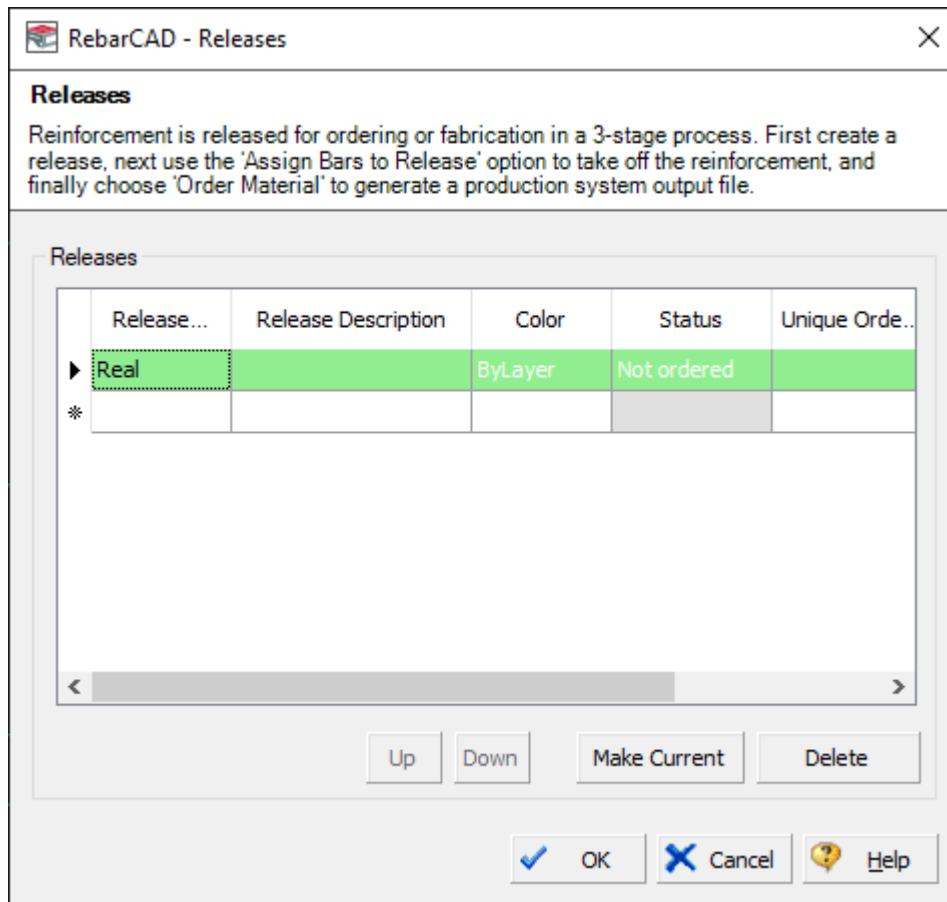 RebarCAD - Releases
Releases
Reinforcement is released for ordering or fabrication in a 3-stage process. First create a
release, next use the 'Assign Bars to Release' option to take off the reinforcement, and
finally choose 'Order Material' to generate a production system output file.
Releases
Release... Release Description Color Status Unique Orde..
Real ByLayer Not ordered
Up Down Make Current Delete
OK Cancel Help